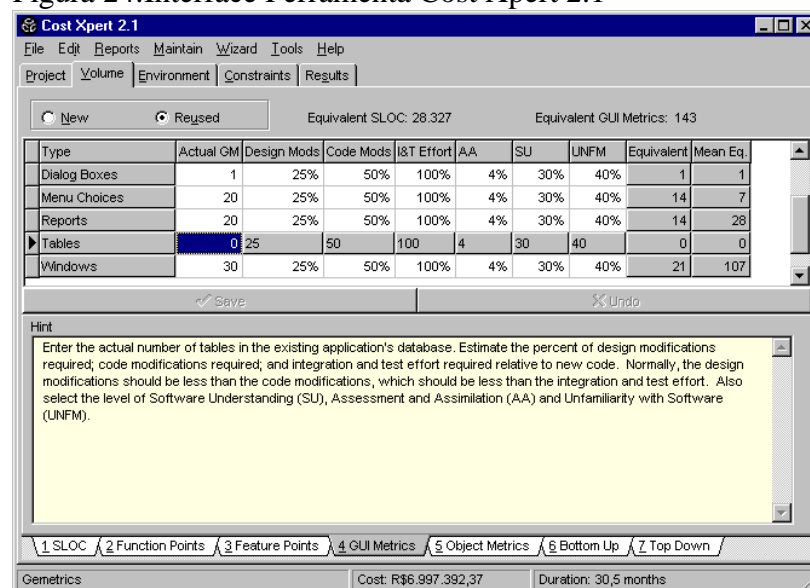 Figura 24:Interface Ferramenta Cost Xpert 2.1
Cost Xpert 2.1
File Edit Reports Maintain Wizard Tools Help
Project Volume Environment Constraints Results
New Reused Equivalent SLOC: 28.327 Equivalent GUI Metrics: 143
Type Actual GM Design Mods Code Mods I&T Effort AA SU UNFM Equivalent Mean Eq.
Dialog Boxes 1 25% 50% 100% 4% 30% 40% 1 1
Menu Choices 20 25% 50% 100% 4% 30% 40% 14 7
Reports 20 25% 50% 100% 4% 30% 40% 14 28
Tables 0 25 50 100 4 30 40 0 0
Windows 30 25% 50% 100% 4% 30% 40% 21 107
Save Undo
Hint
Enter the actual number of tables in the existing application's database. Estimate the percent of design modifications
required; code modifications required; and integration and test effort required relative to new code. Normally, the design
modifications should be less than the code modifications, which should be less than the integration and test effort. Also
select the level of Software Understanding (SU), Assessment and Assimilation (AA) and Unfamiliarity with Software
(UNFM).
1 SLOC 2 Function Points 3 Feature Points 4 GUI Metrics 5 Object Metrics 6 Bottom Up 7 Top Down
Gemetrics Cost: R$6.997.392,37 Duration: 30,5 months